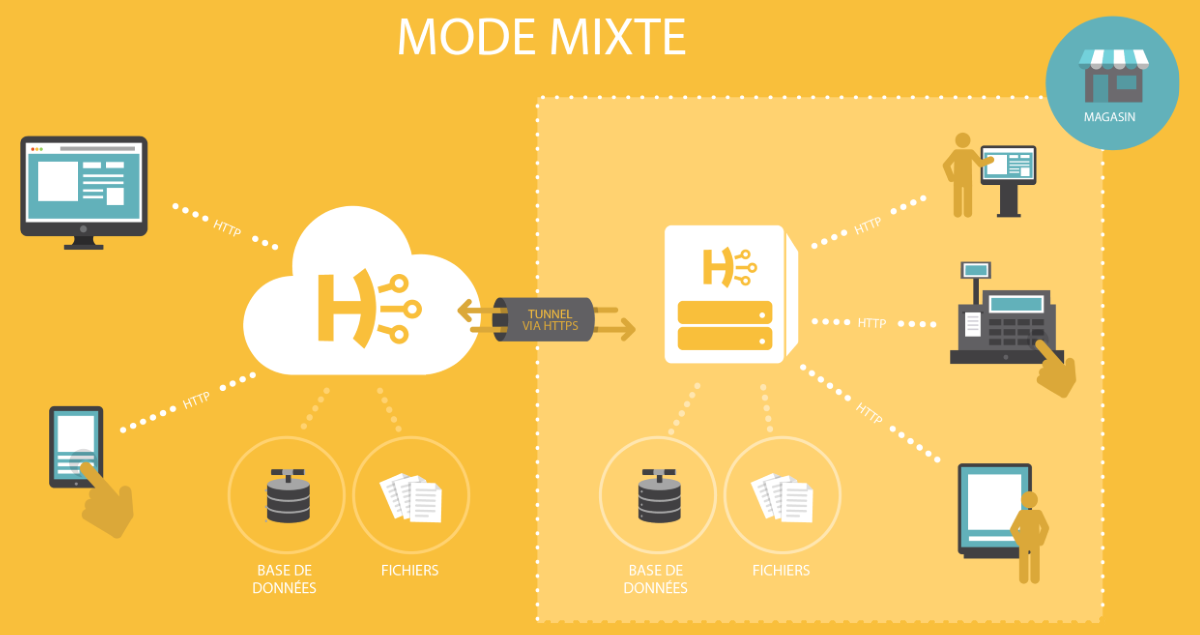 MODE MIXTE
MAGASIN
HTTP
HTTP
TUNNEL
VIA HTTPS
HTTP
HTTP
HTTP
BASE DE
DONNÉES
FICHIERS
BASE DE
DONNÉES
FICHIERS